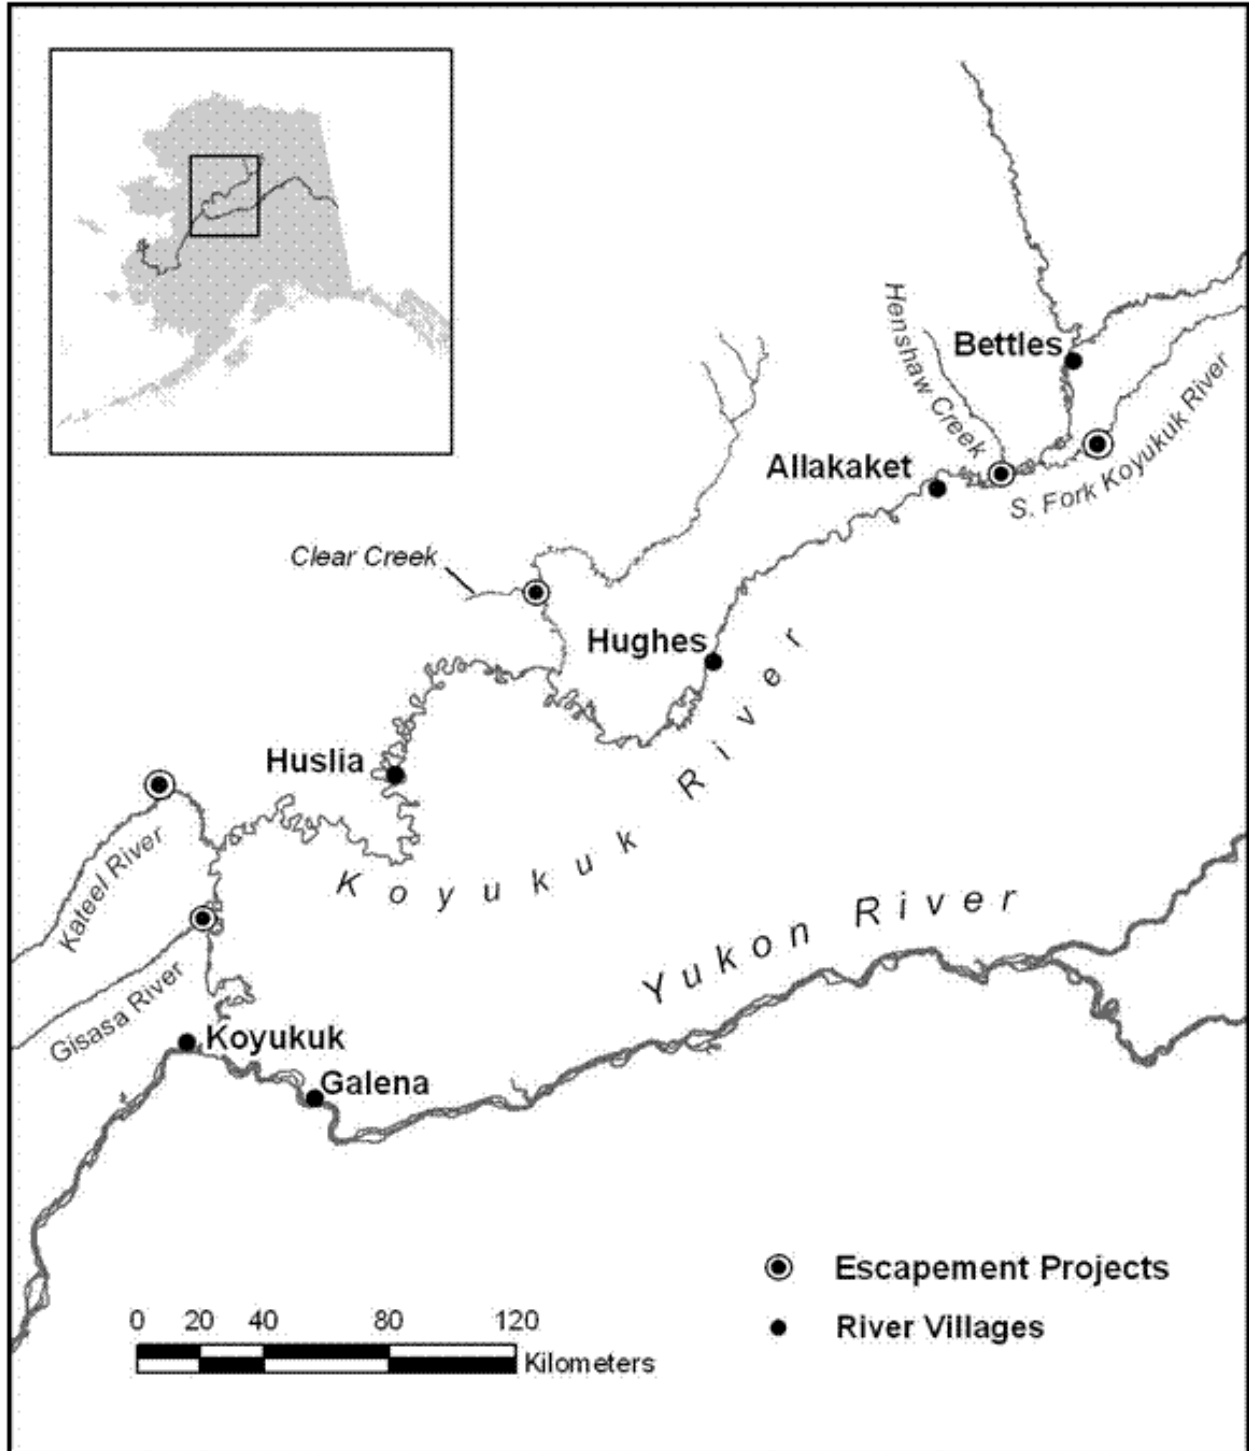 Henshaw Creek
Bettles
S. Fork Koyukuk River
Allakaket
Clear Creek
Hughes
Huslia
Koyukuk River
Kateel River
Yukon River
Gisasa River
Koyukuk
Galena
Escapement Projects
River Villages
0 20 40 80 120
Kilometers